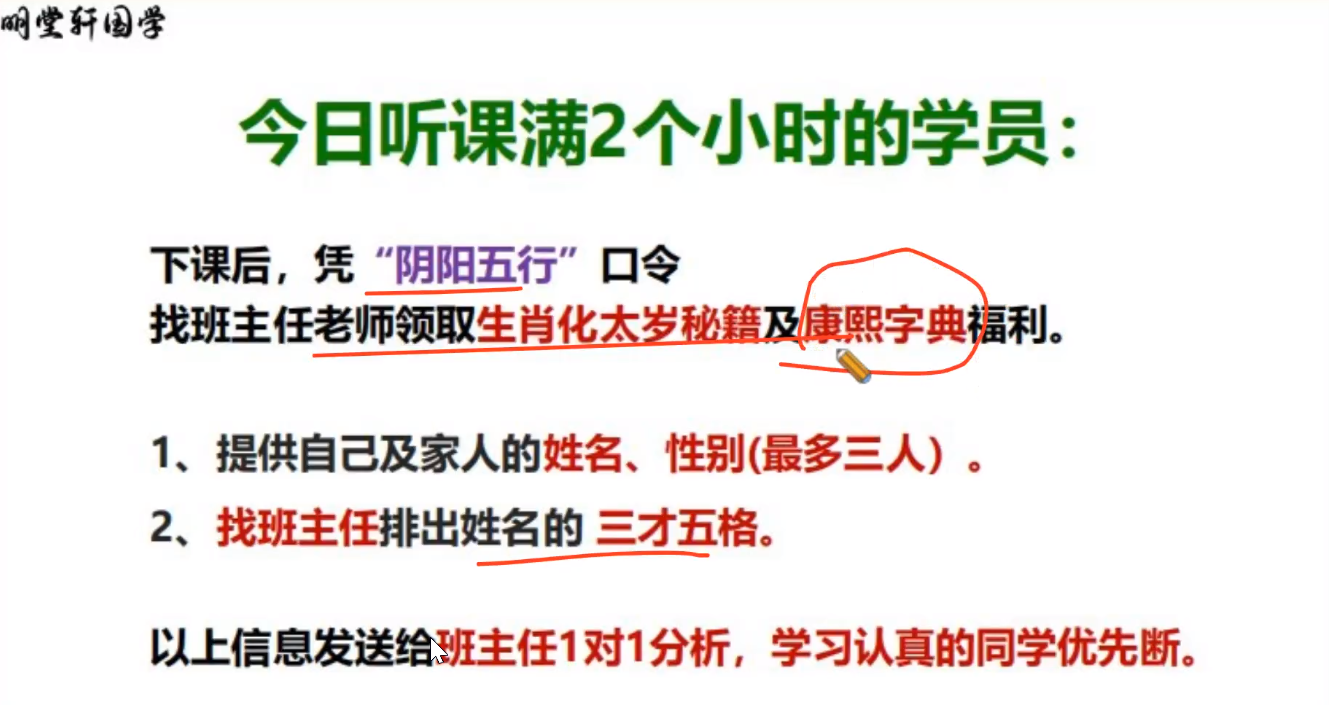 明堂轩国学
今日听课满2个小时的学员：
下课后，凭“阴阳五行”口令
找班主任老师领取生肖化太岁秘籍及康熙字典福利。
1、提供自己及家人的姓名、性别(最多三人）。
2、找班主任排出姓名的 三才五格。
以上信息发送给班主任1对1分析，学习认真的同学优先断。